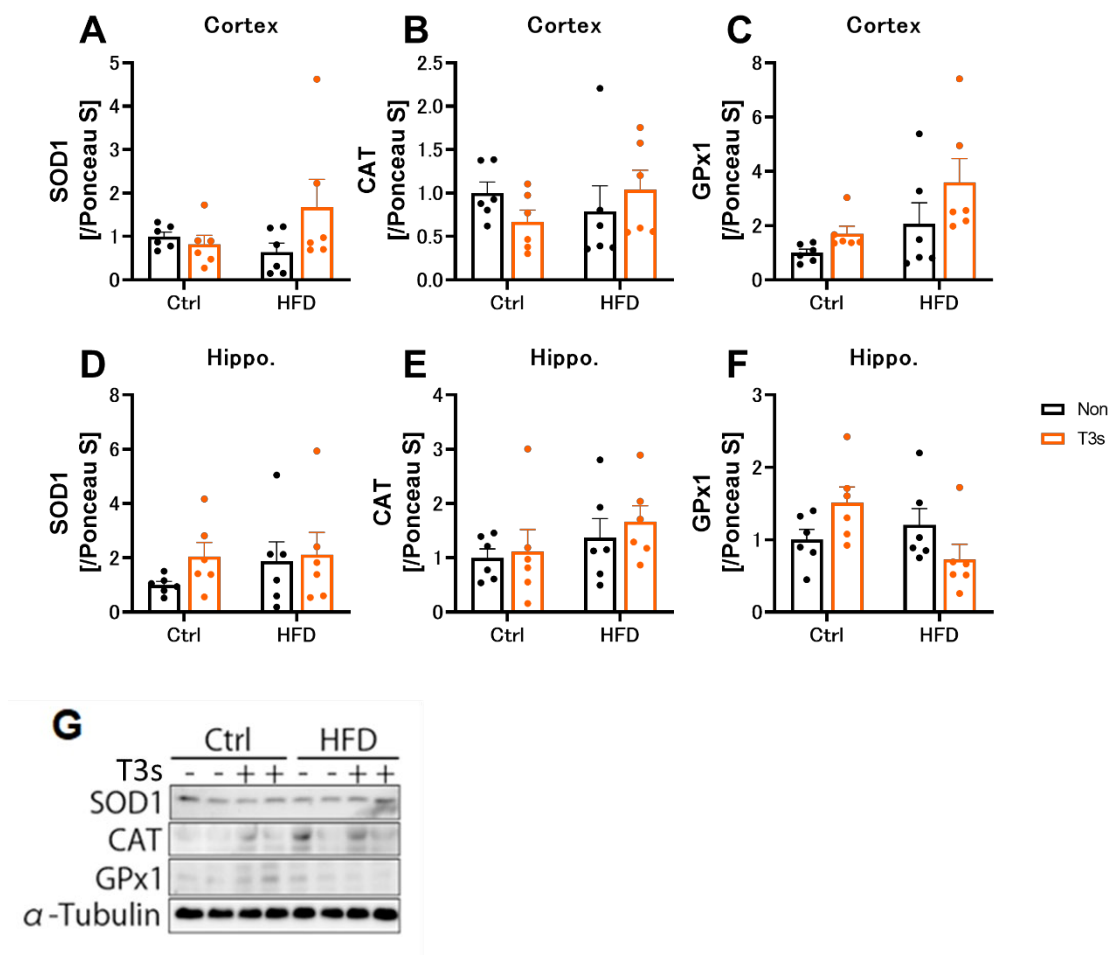 A Cortex
B Cortex
C Cortex
SOD1
[/Ponceau S]
5
4
3
2
1
0
Ctrl HFD
CAT
[/Ponceau S]
2.5
2.0
1.5
1.0
0.5
0.0
Ctrl HFD
GPx1
[/Ponceau S]
8
6
4
2
0
Ctrl HFD
D Hippo.
E Hippo.
F Hippo.
SOD1
[/Ponceau S]
8
6
4
2
0
Ctrl HFD
CAT
[/Ponceau S]
4
3
2
1
0
Ctrl HFD
GPx1
[/Ponceau S]
3
2
1
0
Ctrl HFD
Non
T3s
G
Ctrl HFD
T3s - - + + - - + +
SOD1
CAT
GPx1
α-Tubulin